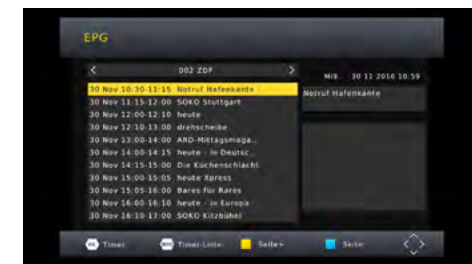 EPG
002 ZDF
Mi9. 30 11 2016 10:59
30 Nov 10:30-11:15 Notruf Hafenkante
30 Nov 11:15-12:00 SOKO Stuttgart
30 Nov 12:00-12:10 heute
30 Nov 12:10-13:00 drehscheibe
30 Nov 13:00-14:00 ARD-Mittagsmaga..
30 Nov 14:00-14:15 heute - in Deutsc..
30 Nov 14:15-15:00 Die Küchenschlacht
30 Nov 15:00-15:05 heute Xpress
30 Nov 15:05-16:00 Bares für Rares
30 Nov 16:00-16:10 heute - in Europa
30 Nov 16:10-17:00 SOKO Kitzbühel
Notruf Hafenkante
Timer
Timer-Liste
Seite+
Seite-